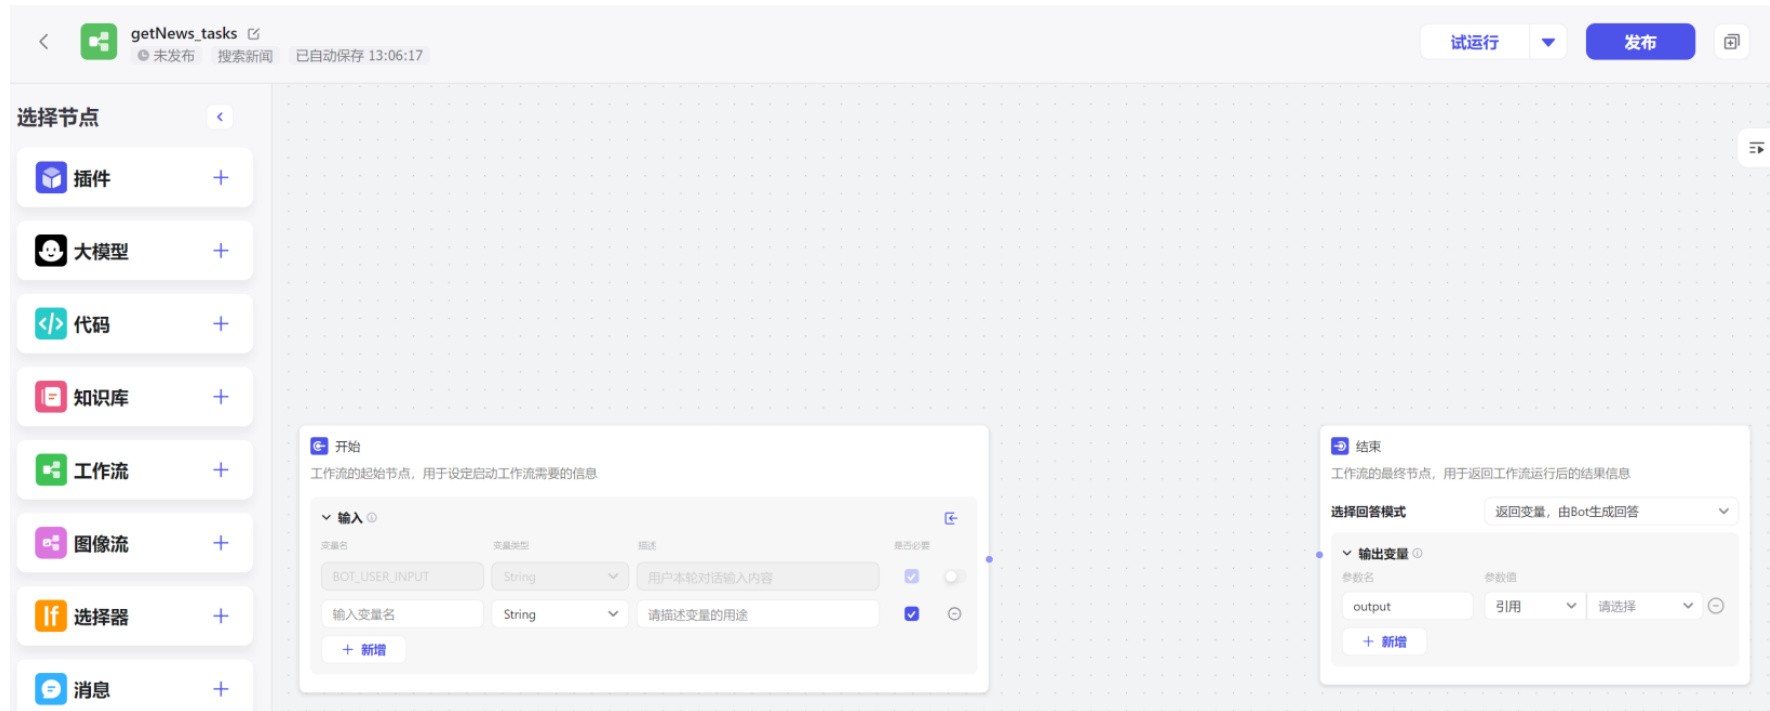 getNews_tasks
未发布 搜索新闻 已自动保存 13:06:17
试运行
发布
选择节点
插件
大模型
代码
知识库
工作流
图像流
If 选择器
消息
开始
工作流的起始节点，用于设定启动工作流需要的信息
输入
变量名 变量类型 描述 是否必要
BOT_USER_INPUT String 用户本轮对话输入内容
输入变量名 String 请描述变量的用途
+ 新增
结束
工作流的最终节点，用于返回工作流运行后的结果信息
选择回答模式 返回变量，由Bot生成回答
输出变量
参数名 参数值
output 引用 请选择
+ 新增